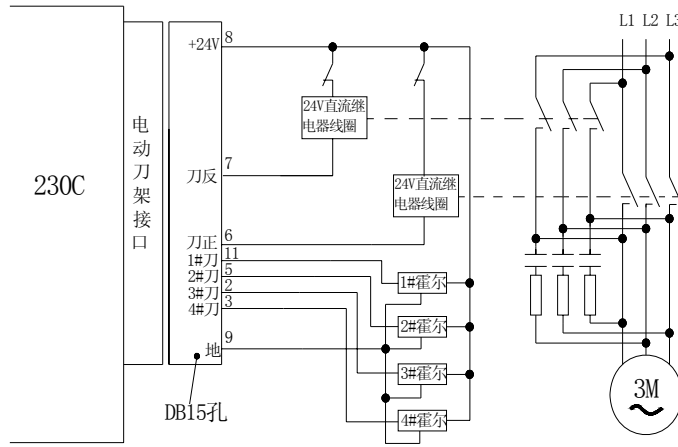 L1 L2 L3
+24V
8
24V直流继
电器线圈
电动刀架接口
7
230C
刀反
24V直流继
电器线圈
刀正
6
1#刀
11
1#霍尔
2#刀
5
3#刀
2
4#刀
3
2#霍尔
地
9
3#霍尔
3M
DB15孔
4#霍尔